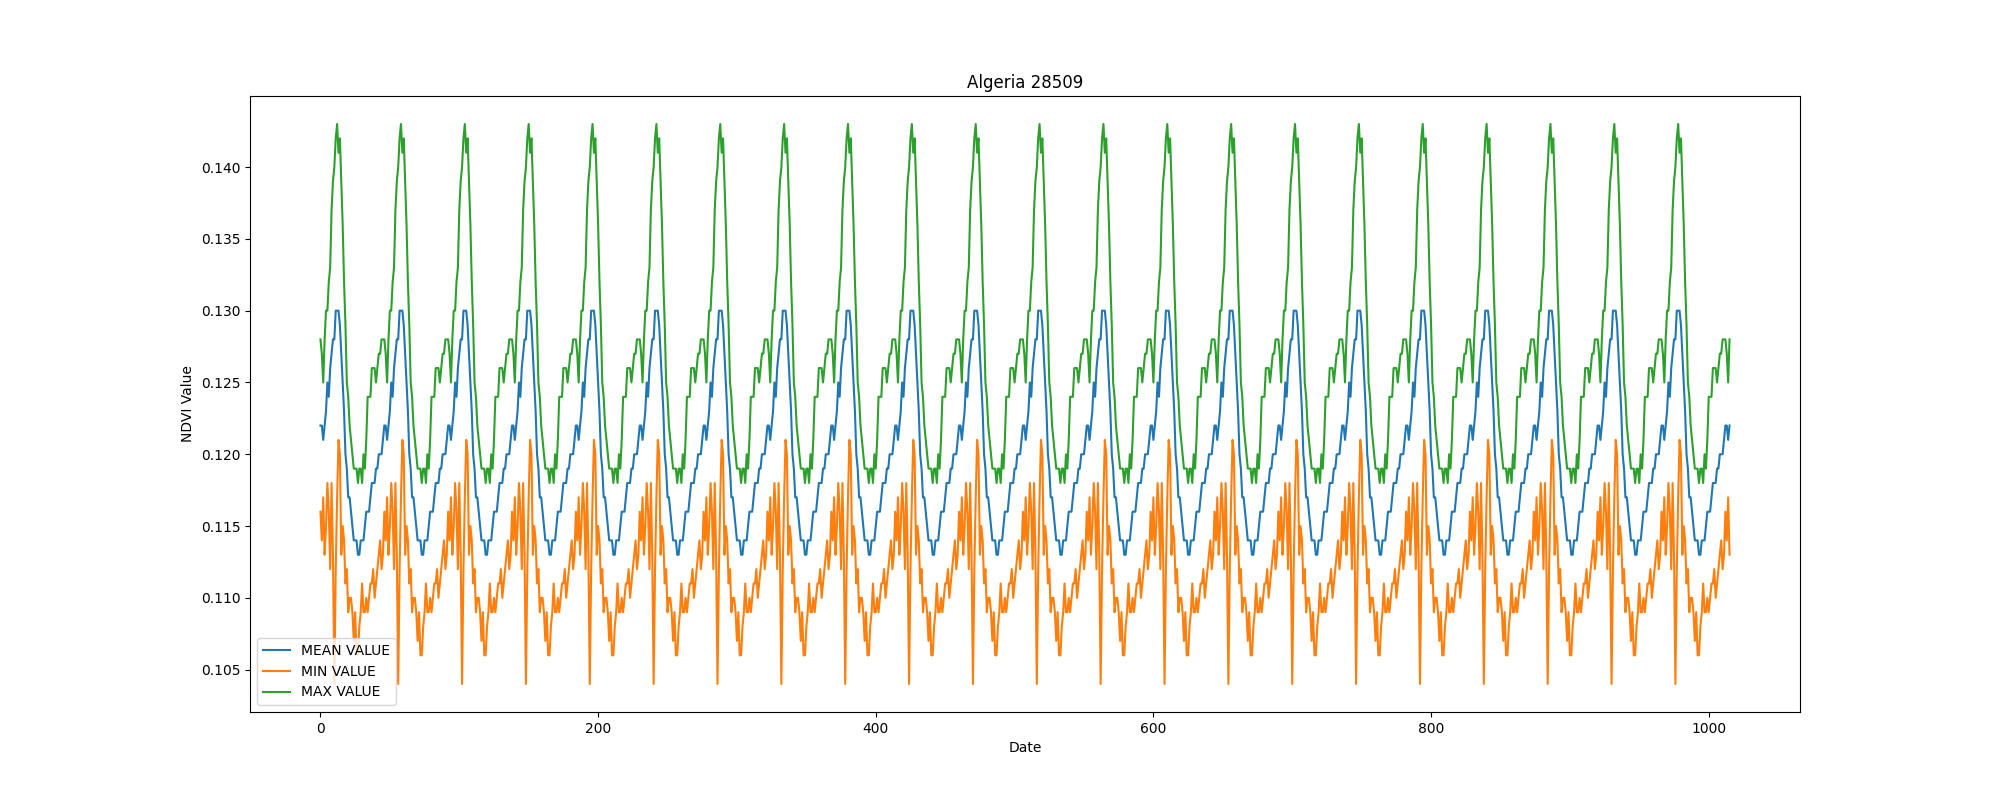 Algeria 28509
0.140
0.135
0.130
0.125
0.120
0.115
0.110
0.105
NDVI Value
MEAN VALUE
MIN VALUE
MAX VALUE
0
200
400
600
800
1000
Date